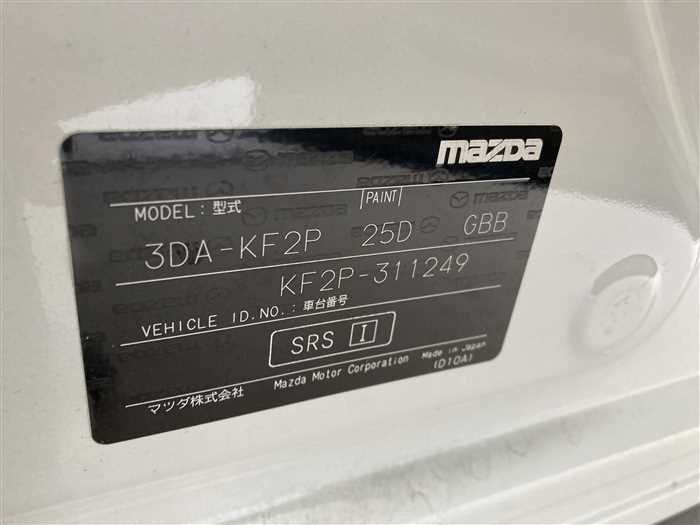 mazda
MODEL : 型式 PAINT
3DA-KF2P 25D GBB
KF2P-311249
VEHICLE ID.NO. : 車台番号
SRS I
マツダ株式会社 Mazda Motor Corporation Made in Japan
(D10A)